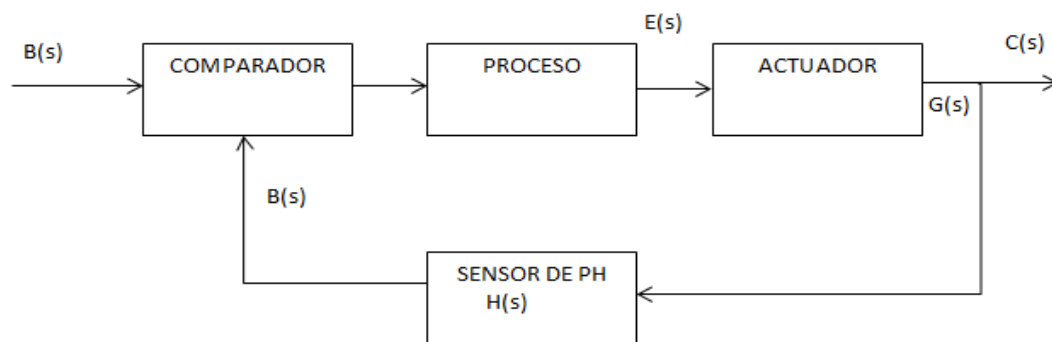 E(s)
B(s)
C(s)
COMPARADOR
PROCESO
ACTUADOR
G(s)
B(s)
SENSOR DE PH
H(s)